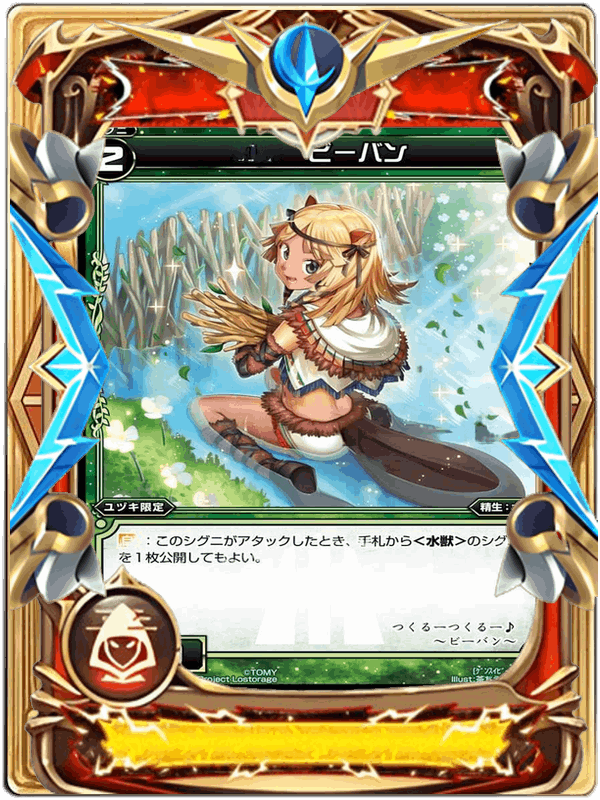 2 ビーバン
ユヅキ限定
精生：
：このシグニがアタックしたとき、手札から<水獣>のシグ
を１枚公開してもよい。
つくるーつくるー♪
～ビーバン～
©TOMY
Project Lostorage
Illust:茶